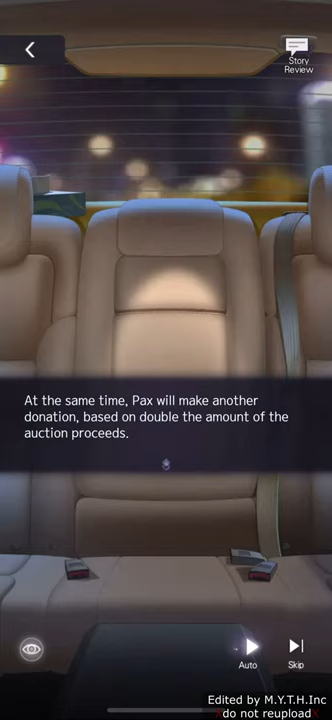 Story
Review
At the same time, Pax will make another
donation, based on double the amount of the
auction proceeds.
Auto
Skip
Edited by M.Y.T.H.Inc
do not reupload